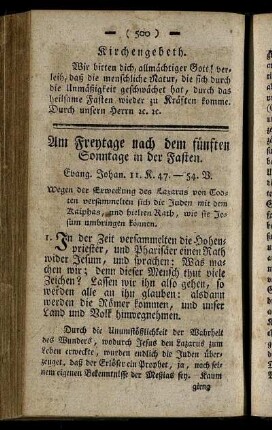 ( 500 )
Kirchengebeth.
Wir bitten dich, allmächtiger Gott! ver-
leih, daß die menschliche Natur, die sich durch
die Unmäßigkeit geschwächet hat, durch das
heilsame Fasten wieder zu Kräften komme.
Durch unsern Herrn ꝛc. ꝛc.
Am Freytage nach dem fünften
Sonntage in der Fasten.
Evang. Johan. 11. K. 47. — 54. V.
Wegen der Erweckung des Lazarus von Tod-
ten versammelten sich die Juden mit dem
Kaiphas, und hielten Rath, wie sie Je-
sum umbringen können.
1. In der Zeit versammelten die Hohen-
priester, und Pharisäer einen Rath
wider Jesum, und sprachen: Was ma-
chen wir; denn dieser Mensch thut viele
Zeichen? Lassen wir ihn also gehen, so
werden alle an ihn glauben: alsdann
werden die Römer kommen, und unser
Land und Volk hinwegnehmen.
Durch die Unumstößlichkeit der Wahrheit
des Wunders, wodurch Jesus den Lazarus zum
Leben erweckte, wurden endlich die Juden über-
zeuget, daß der Erlöser ein Prophet, ja, nach sei-
nem eigenen Bekenntnisse der Messias sey. Kaum
gieng